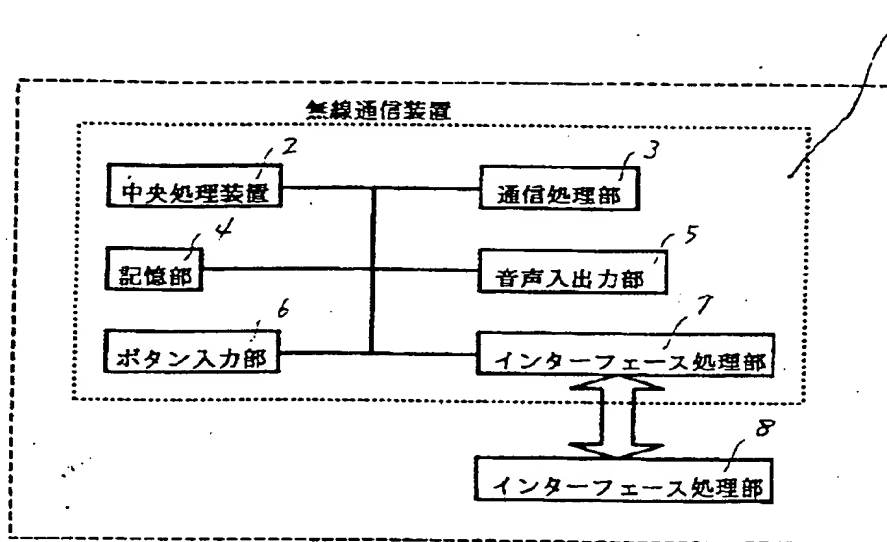 無線通信装置
2
中央処理装置
3
通信処理部
4
記憶部
5
音声入出力部
6
ボタン入力部
7
インターフェース処理部
8
インターフェース処理部